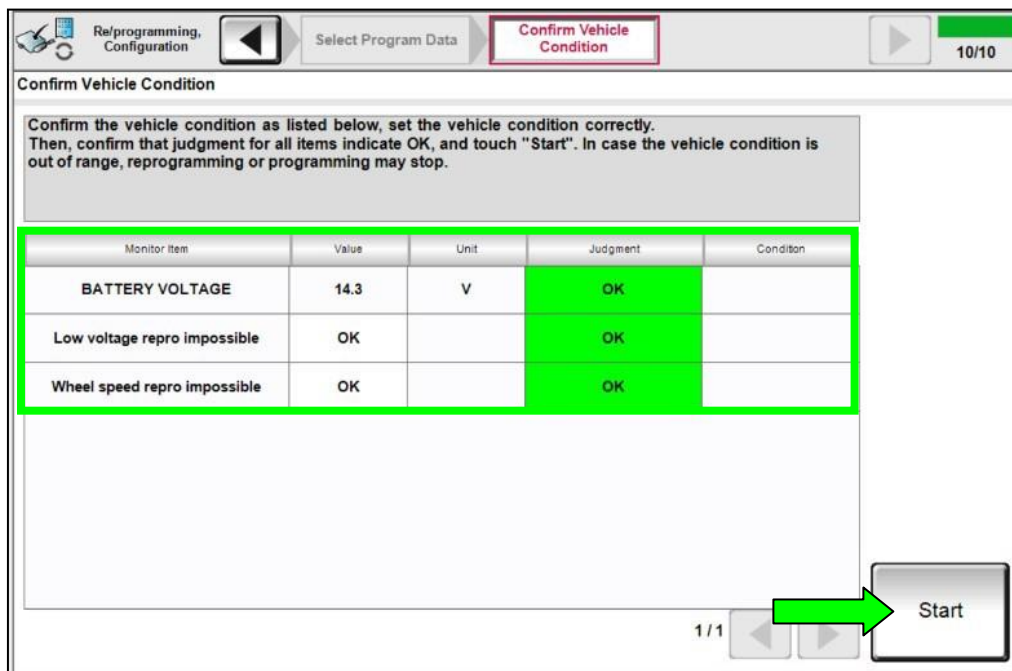 Re/programming,
Configuration
Select Program Data
Confirm Vehicle
Condition
10/10
Confirm Vehicle Condition
Confirm the vehicle condition as listed below, set the vehicle condition correctly.
Then, confirm that judgment for all items indicate OK, and touch "Start". In case the vehicle condition is
out of range, reprogramming or programming may stop.
Monitor Item Value Unit Judgment Condition
BATTERY VOLTAGE 14.3 V OK
Low voltage repro impossible OK OK
Wheel speed repro impossible OK OK
1/1
Start